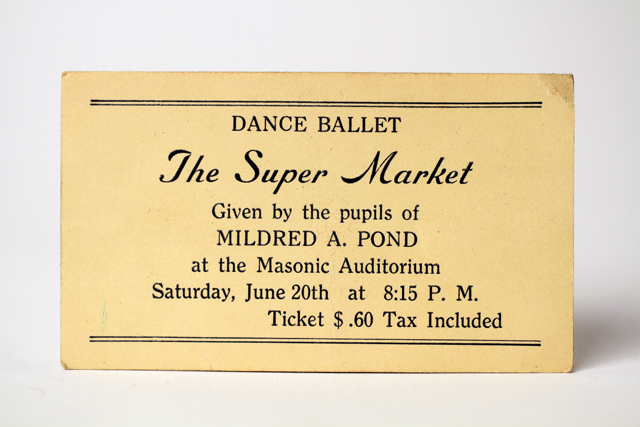 DANCE BALLET
The Super Market
Given by the pupils of
MILDRED A. POND
at the Masonic Auditorium
Saturday, June 20th at 8:15 P. M.
Ticket $.60 Tax Included